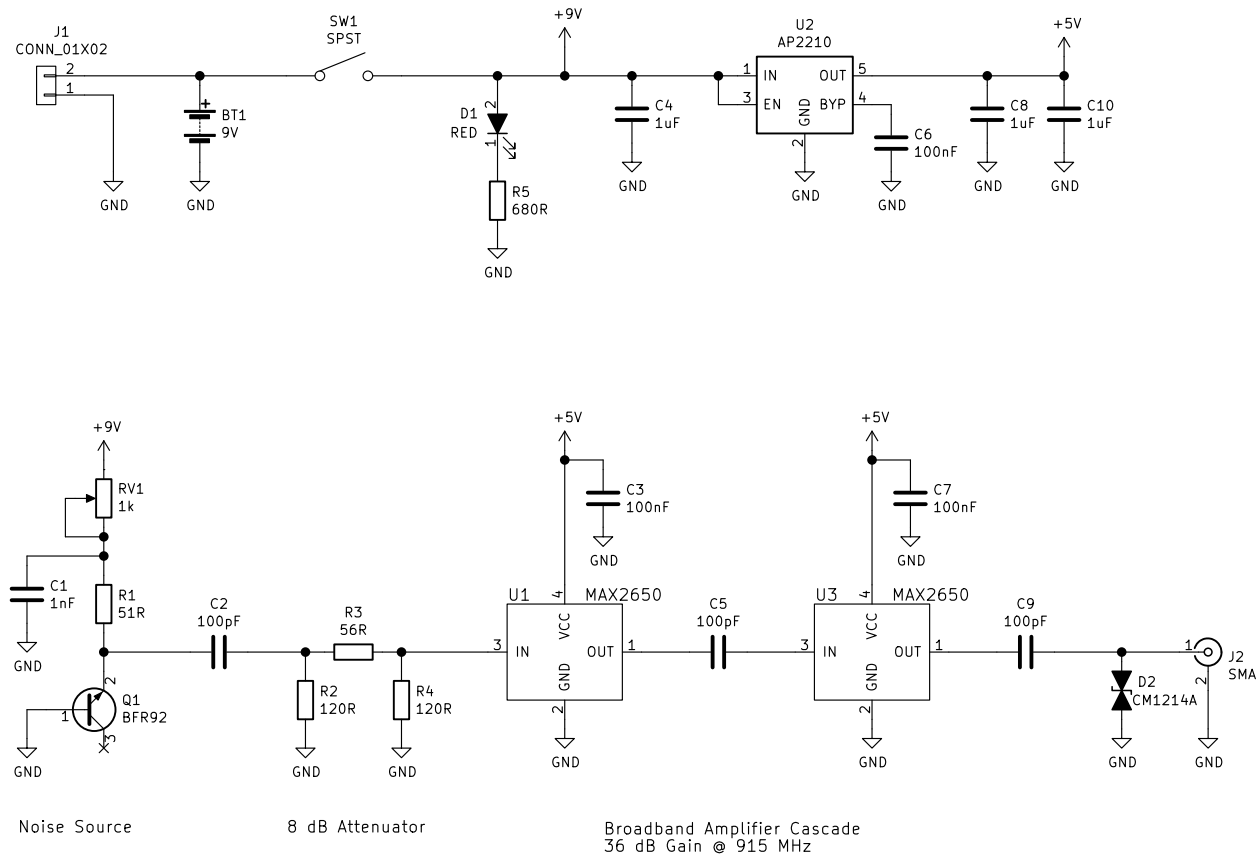 J1
CONN_01X02
2
1
GND
+
BT1
9V
GND
SW1
SPST
+9V
D1
RED
2
1
R5
680R
GND
C4
1uF
GND
U2
AP2210
1
IN
OUT
5
3
EN
BYP
4
GND
2
GND
C6
100nF
GND
+5V
C8
1uF
GND
C10
1uF
GND
+9V
RV1
1k
C1
1nF
GND
R1
51R
2
Q1
BFR92
1
3
GND
C2
100pF
R3
56R
R2
120R
GND
R4
120R
GND
+5V
C3
100nF
GND
U1
MAX2650
4
VCC
3
IN
OUT
1
GND
2
GND
C5
100pF
+5V
C7
100nF
GND
U3
MAX2650
4
VCC
3
IN
OUT
1
GND
2
GND
C9
100pF
D2
CM1214A
GND
1
J2
SMA
2
GND
Noise Source
8 dB Attenuator
Broadband Amplifier Cascade
36 dB Gain @ 915 MHz